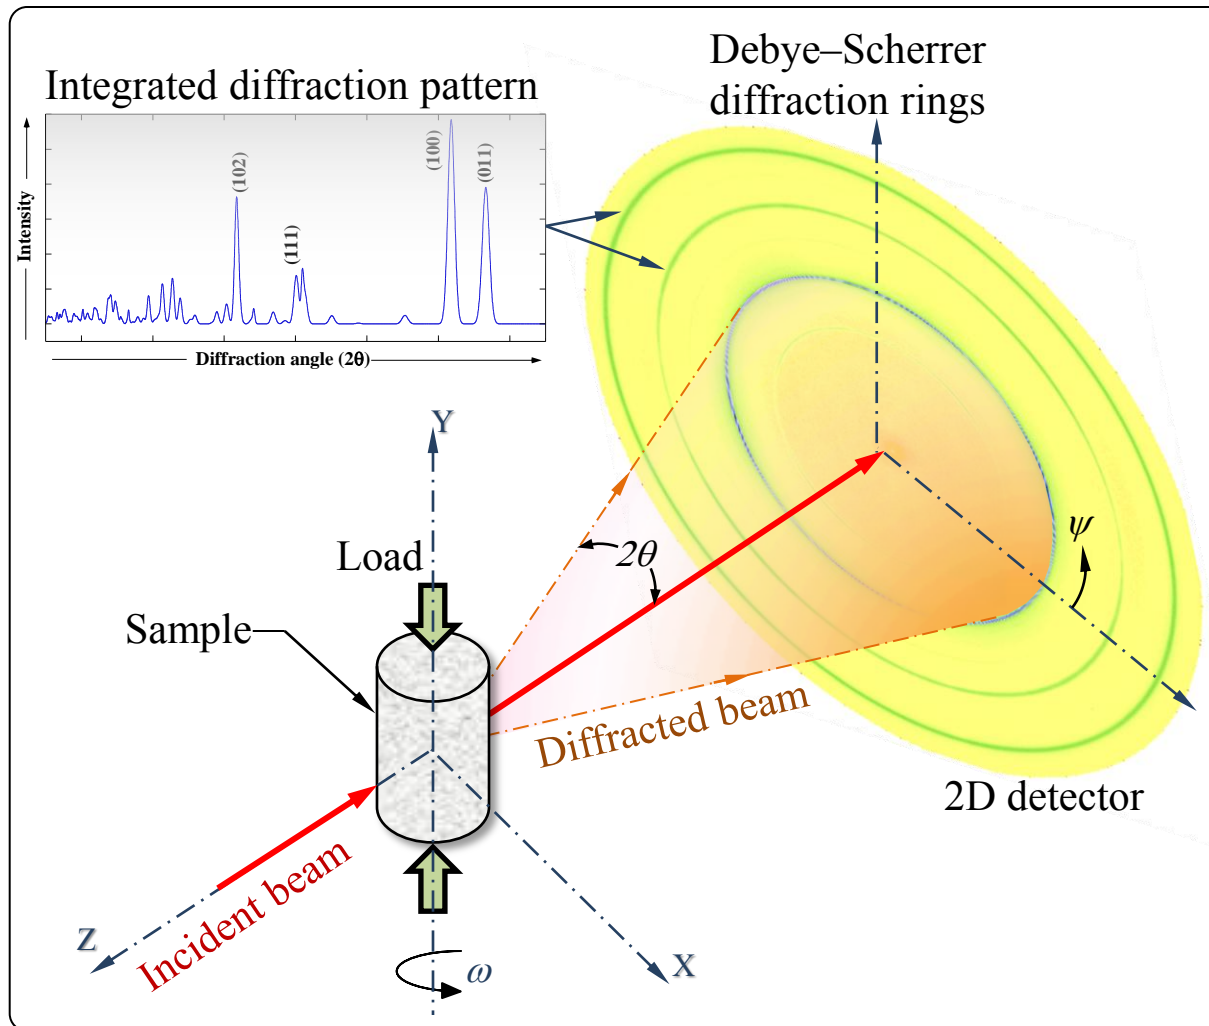 Debye–Scherrer
diffraction rings
Integrated diffraction pattern
Intensity
(102)
(111)
(100)
(011)
Diffraction angle (2θ)
Y
Load
2θ
ψ
Sample
Diffracted beam
2D detector
Incident beam
Z
X
ω